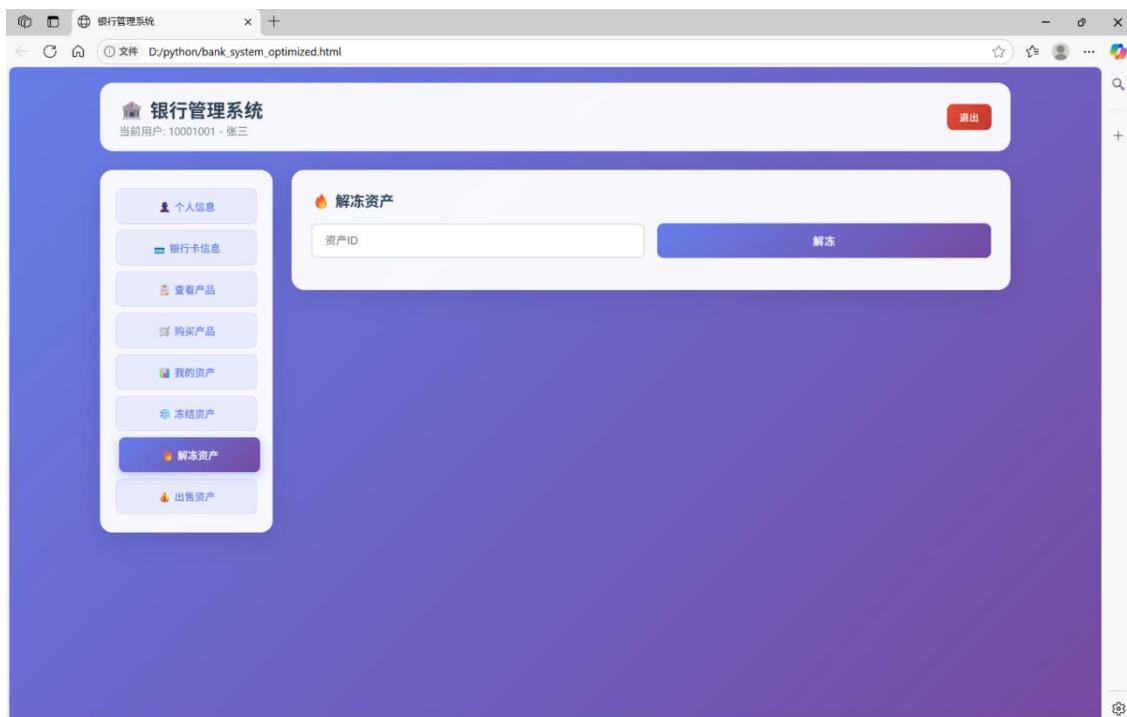 银行管理系统
文件 D:/python/bank_system_optimized.html
银行管理系统
当前用户: 10001001 - 张三
退出
个人信息
银行卡信息
查看产品
购买产品
我的资产
冻结资产
解冻资产
出售资产
解冻资产
资产ID
解冻